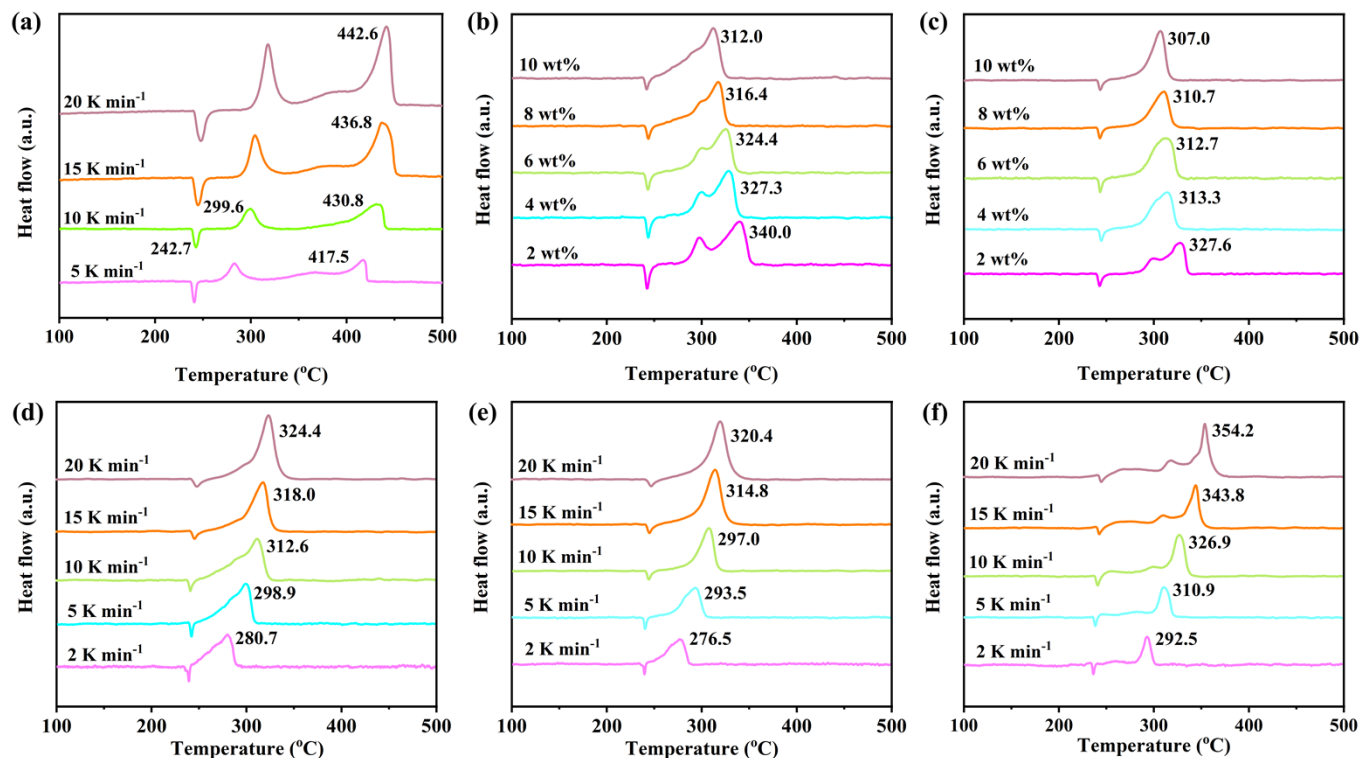 (a)
442.6
20 K min⁻¹
436.8
15 K min⁻¹
299.6
430.8
10 K min⁻¹
242.7
417.5
5 K min⁻¹
100 200 300 400 500
Temperature (°C)
Heat flow (a.u.)
(b)
312.0
10 wt%
316.4
8 wt%
324.4
6 wt%
327.3
4 wt%
340.0
2 wt%
100 200 300 400 500
Temperature (°C)
Heat flow (a.u.)
(c)
307.0
10 wt%
310.7
8 wt%
312.7
6 wt%
313.3
4 wt%
327.6
2 wt%
100 200 300 400 500
Temperature (°C)
Heat flow (a.u.)
(d)
324.4
20 K min⁻¹
318.0
15 K min⁻¹
312.6
10 K min⁻¹
298.9
5 K min⁻¹
280.7
2 K min⁻¹
100 200 300 400 500
Temperature (°C)
Heat flow (a.u.)
(e)
320.4
20 K min⁻¹
314.8
15 K min⁻¹
297.0
10 K min⁻¹
293.5
5 K min⁻¹
276.5
2 K min⁻¹
100 200 300 400 500
Temperature (°C)
Heat flow (a.u.)
(f)
354.2
20 K min⁻¹
343.8
15 K min⁻¹
326.9
10 K min⁻¹
310.9
5 K min⁻¹
292.5
2 K min⁻¹
100 200 300 400 500
Temperature (°C)
Heat flow (a.u.)